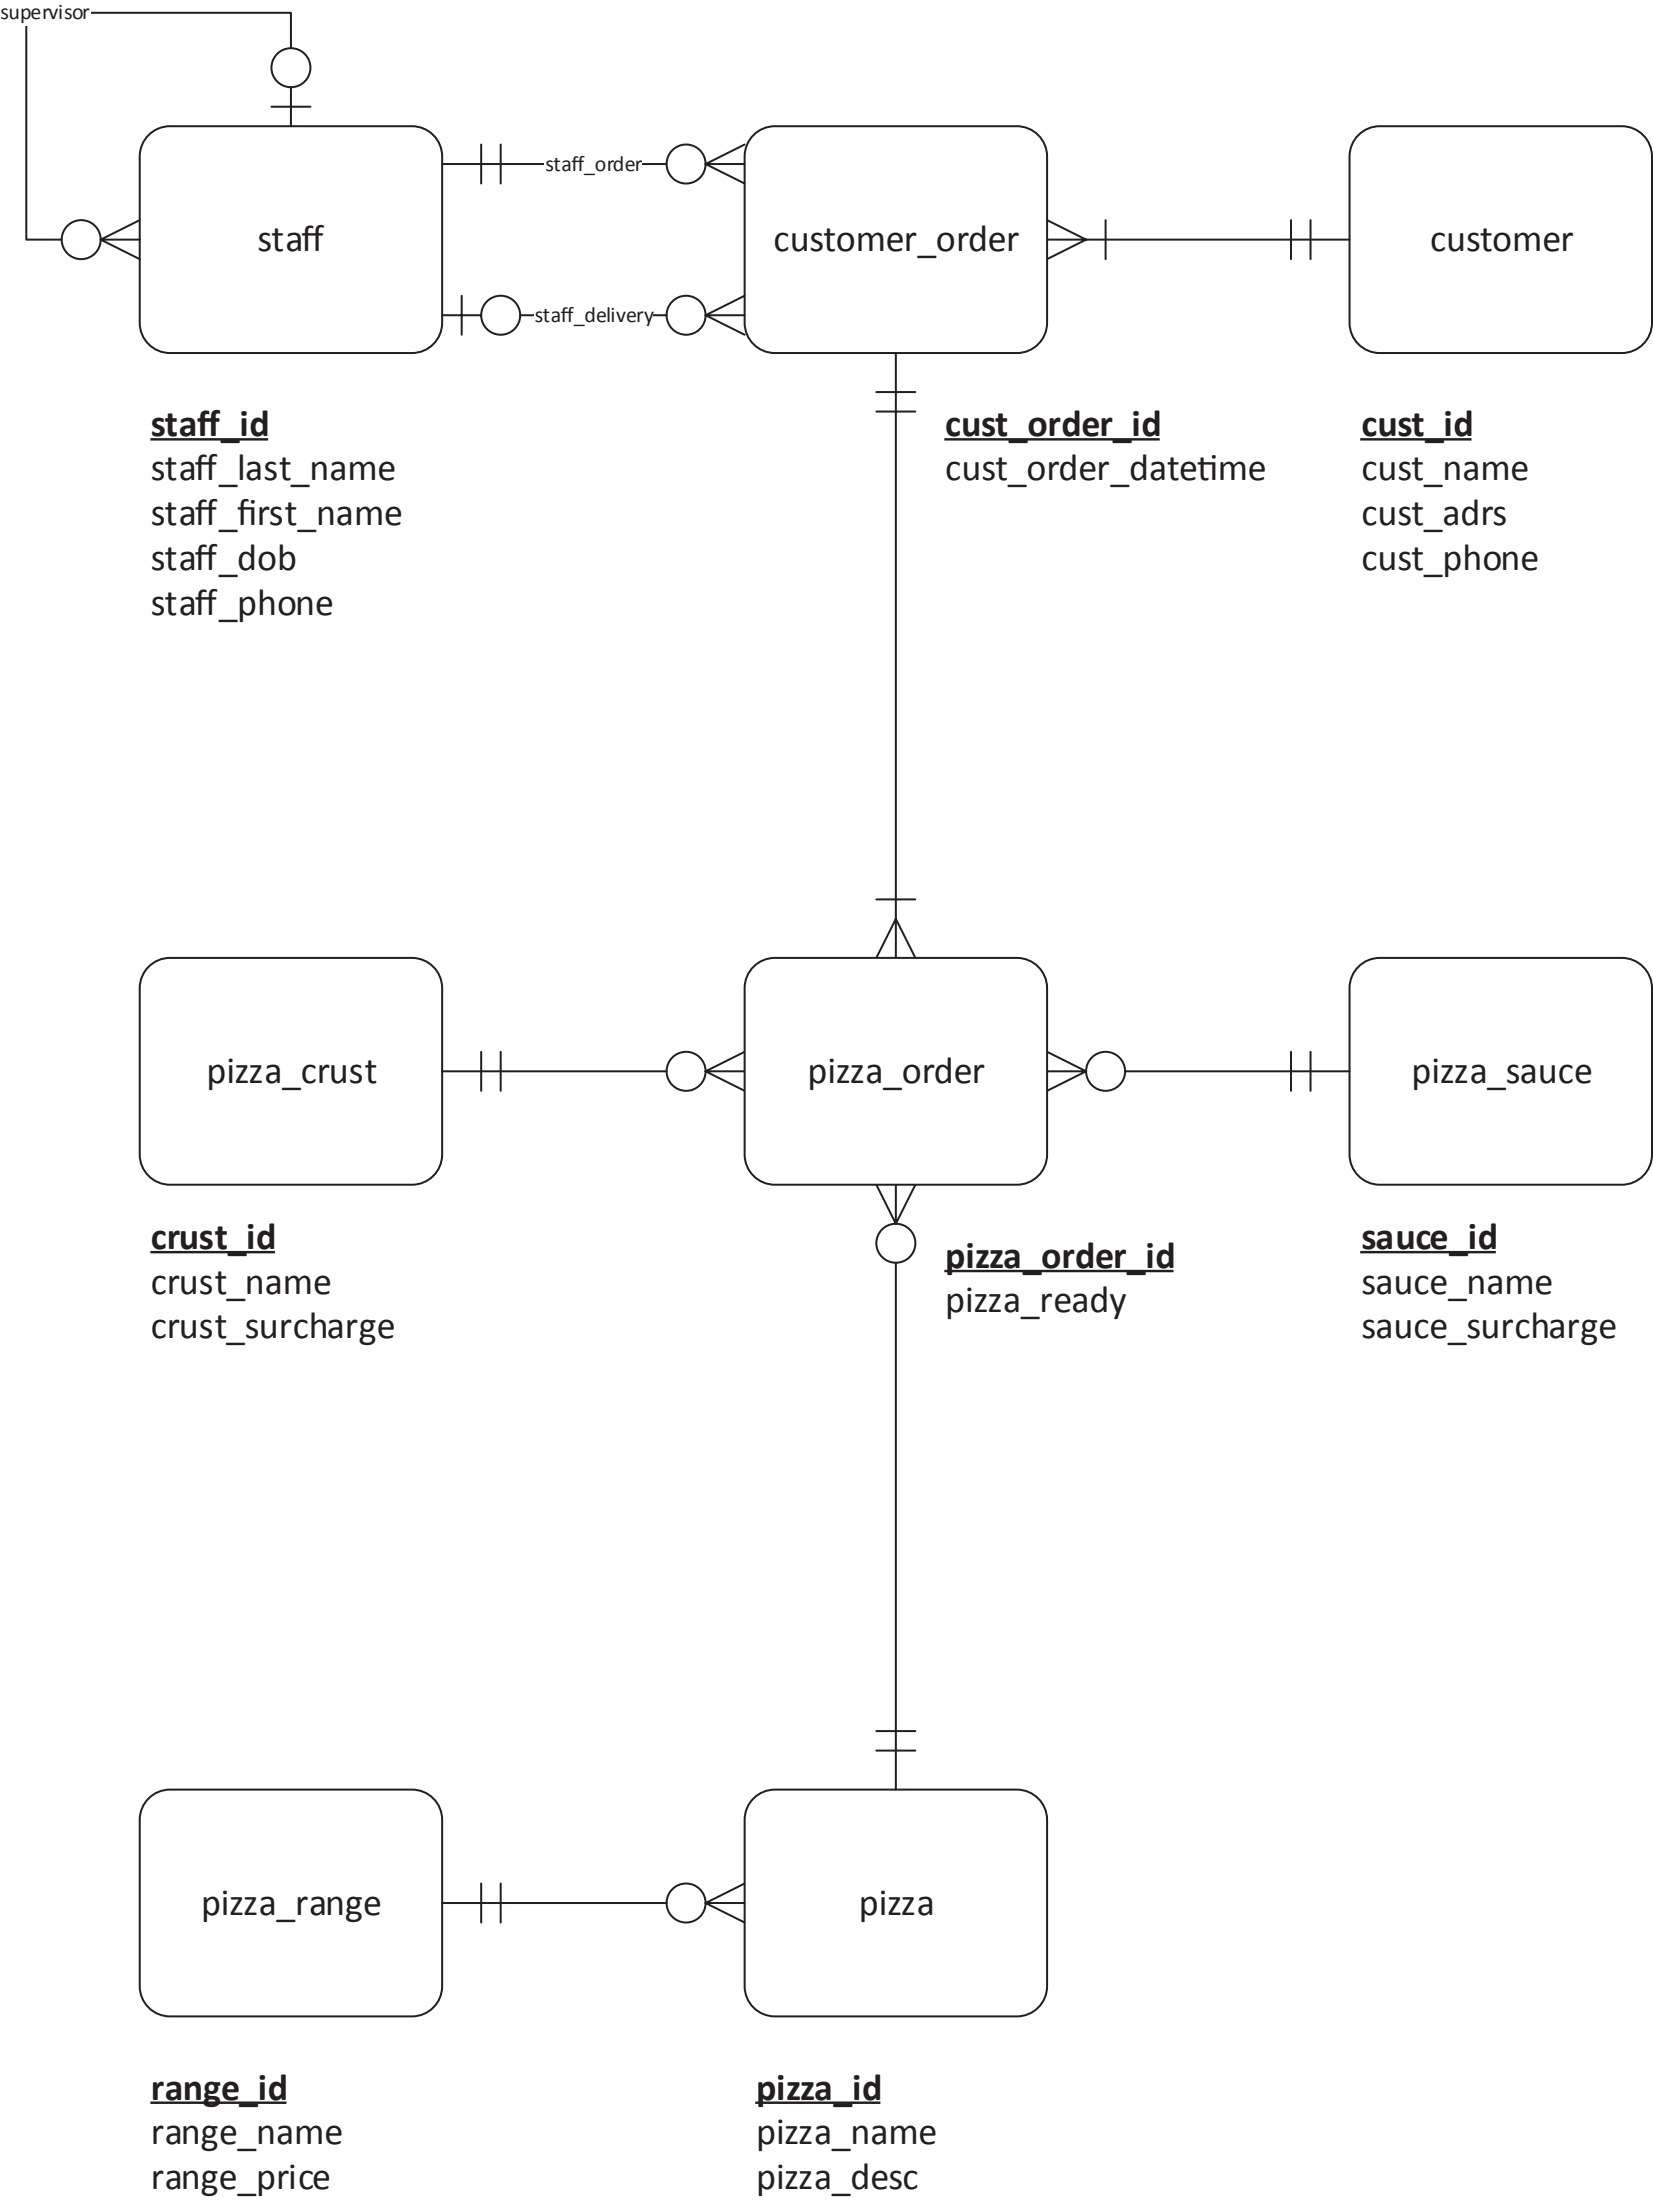 supervisor
staff
staff_order
staff_delivery
customer_order
customer
staff_id
staff_last_name
staff_first_name
staff_dob
staff_phone
cust_order_id
cust_order_datetime
cust_id
cust_name
cust_adrs
cust_phone
pizza_crust
pizza_order
pizza_sauce
crust_id
crust_name
crust_surcharge
pizza_order_id
pizza_ready
sauce_id
sauce_name
sauce_surcharge
pizza_range
pizza
range_id
range_name
range_price
pizza_id
pizza_name
pizza_desc